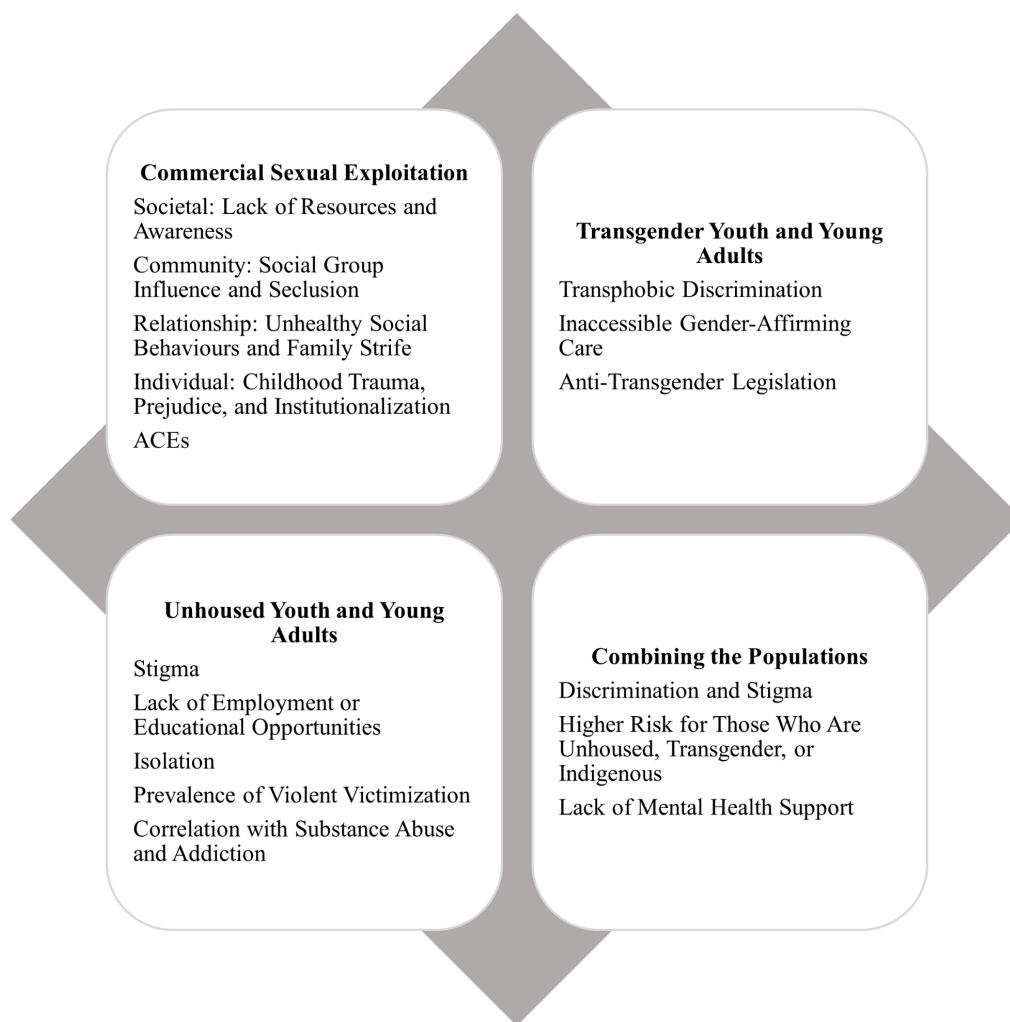 Commercial Sexual Exploitation
Societal: Lack of Resources and
Awareness
Community: Social Group
Influence and Seclusion
Relationship: Unhealthy Social
Behaviours and Family Strife
Individual: Childhood Trauma,
Prejudice, and Institutionalization
ACEs
Transgender Youth and Young
Adults
Transphobic Discrimination
Inaccessible Gender-Affirming
Care
Anti-Transgender Legislation
Unhoused Youth and Young
Adults
Stigma
Lack of Employment or
Educational Opportunities
Isolation
Prevalence of Violent Victimization
Correlation with Substance Abuse
and Addiction
Combining the Populations
Discrimination and Stigma
Higher Risk for Those Who Are
Unhoused, Transgender, or
Indigenous
Lack of Mental Health Support